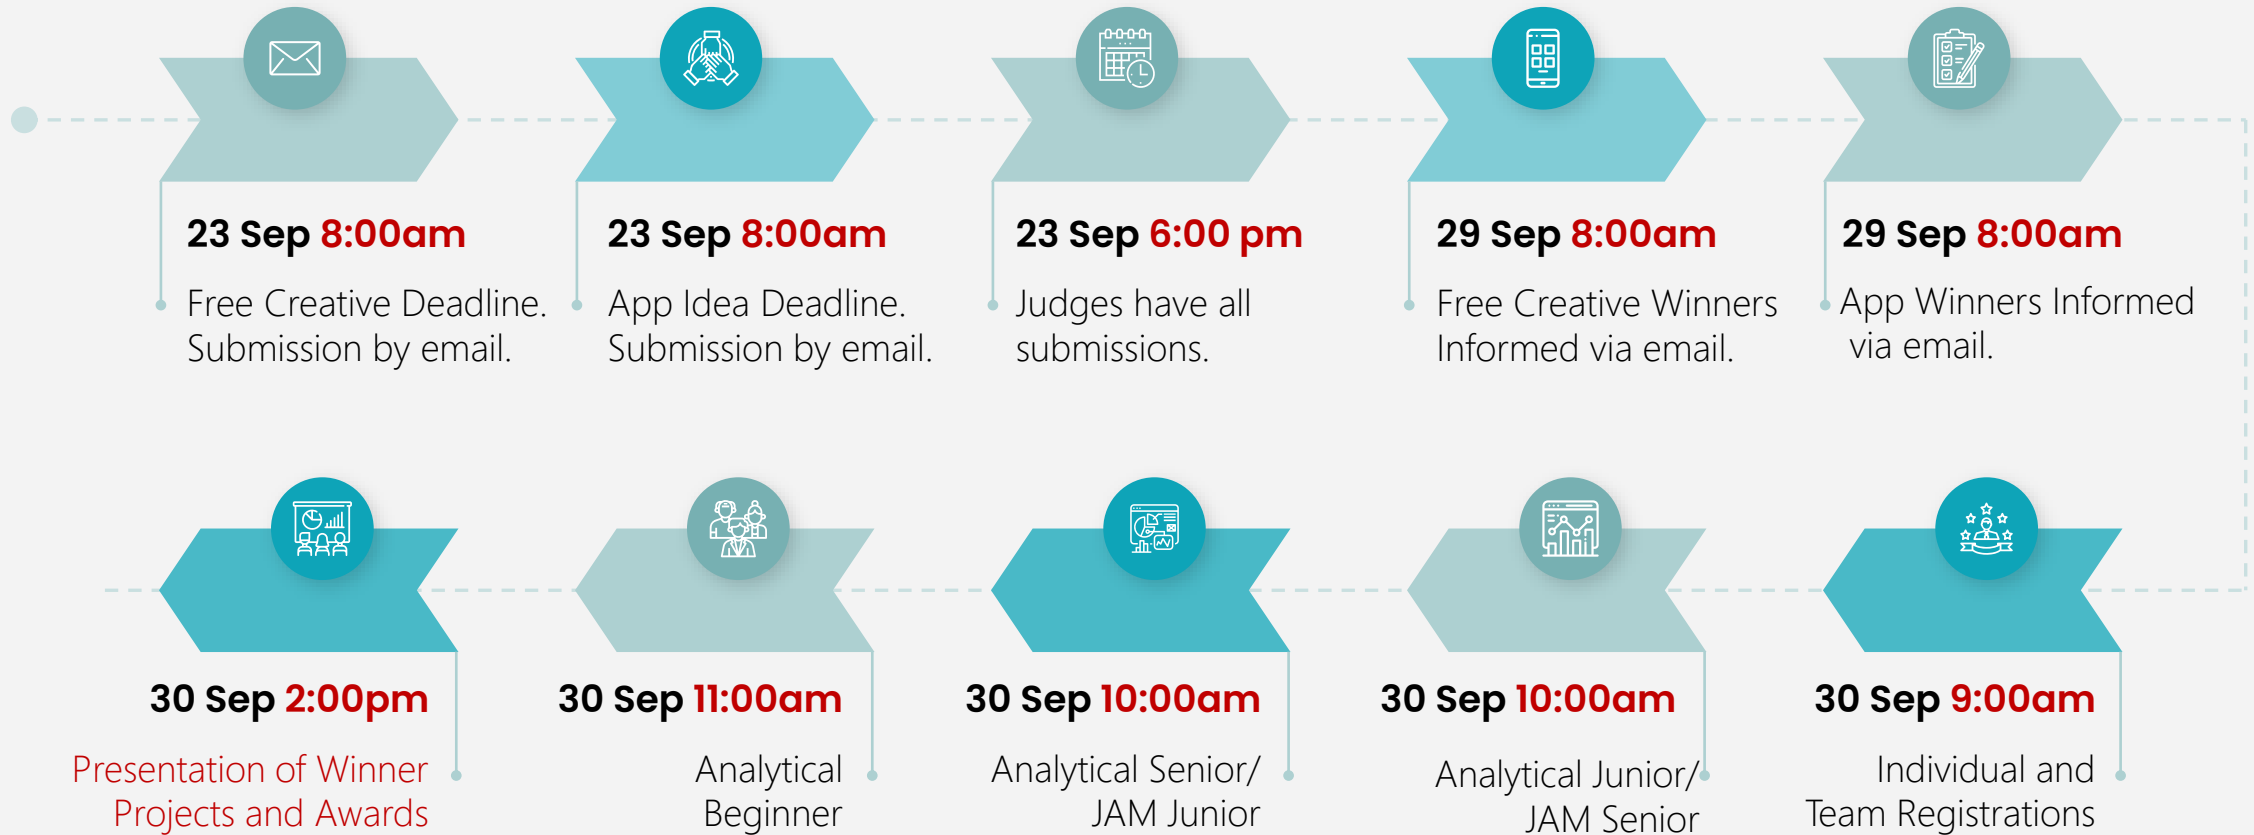 23 Sep 8:00am
Free Creative Deadline.
Submission by email.
23 Sep 8:00am
App Idea Deadline.
Submission by email.
23 Sep 6:00 pm
Judges have all
submissions.
29 Sep 8:00am
Free Creative Winners
Informed via email.
29 Sep 8:00am
App Winners Informed
via email.
30 Sep 2:00pm
Presentation of Winner
Projects and Awards
30 Sep 11:00am
Analytical
Beginner
30 Sep 10:00am
Analytical Senior/
JAM Junior
30 Sep 10:00am
Analytical Junior/
JAM Senior
30 Sep 9:00am
Individual and
Team Registrations